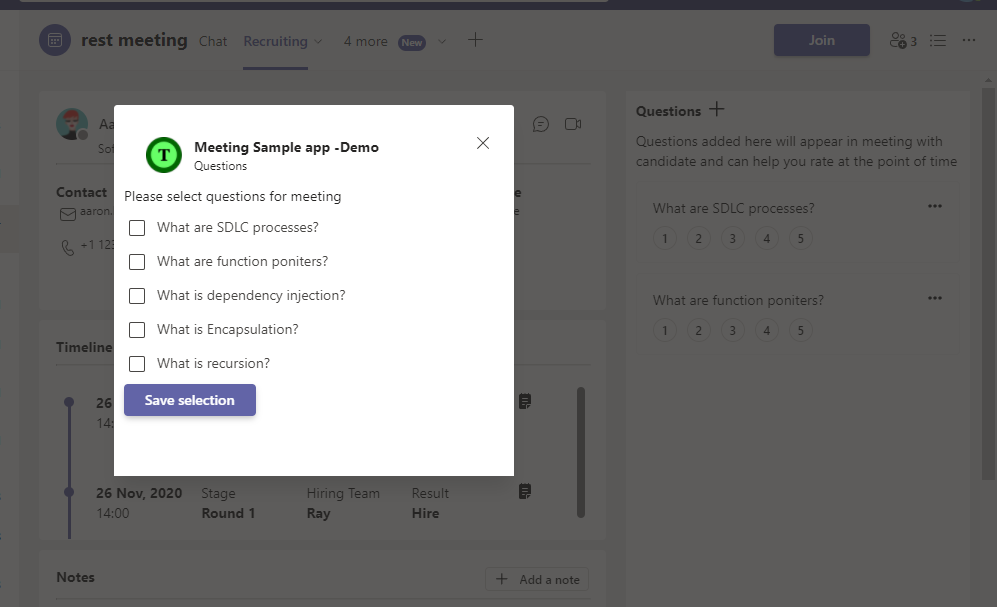 rest meeting
Chat
Recruiting
4 more
New
Join
3
Aa
Sof
Contact
aaron.
+1 123
e
e
Meeting Sample app -Demo
Questions
Please select questions for meeting
What are SDLC processes?
What are function poniters?
What is dependency injection?
What is Encapsulation?
What is recursion?
Save selection
Questions
Questions added here will appear in meeting with
candidate and can help you rate at the point of time
What are SDLC processes?
1 2 3 4 5
What are function poniters?
1 2 3 4 5
Timeline
26
14:
26 Nov, 2020 Stage Hiring Team Result
14:00 Round 1 Ray Hire
Notes
Add a note
T